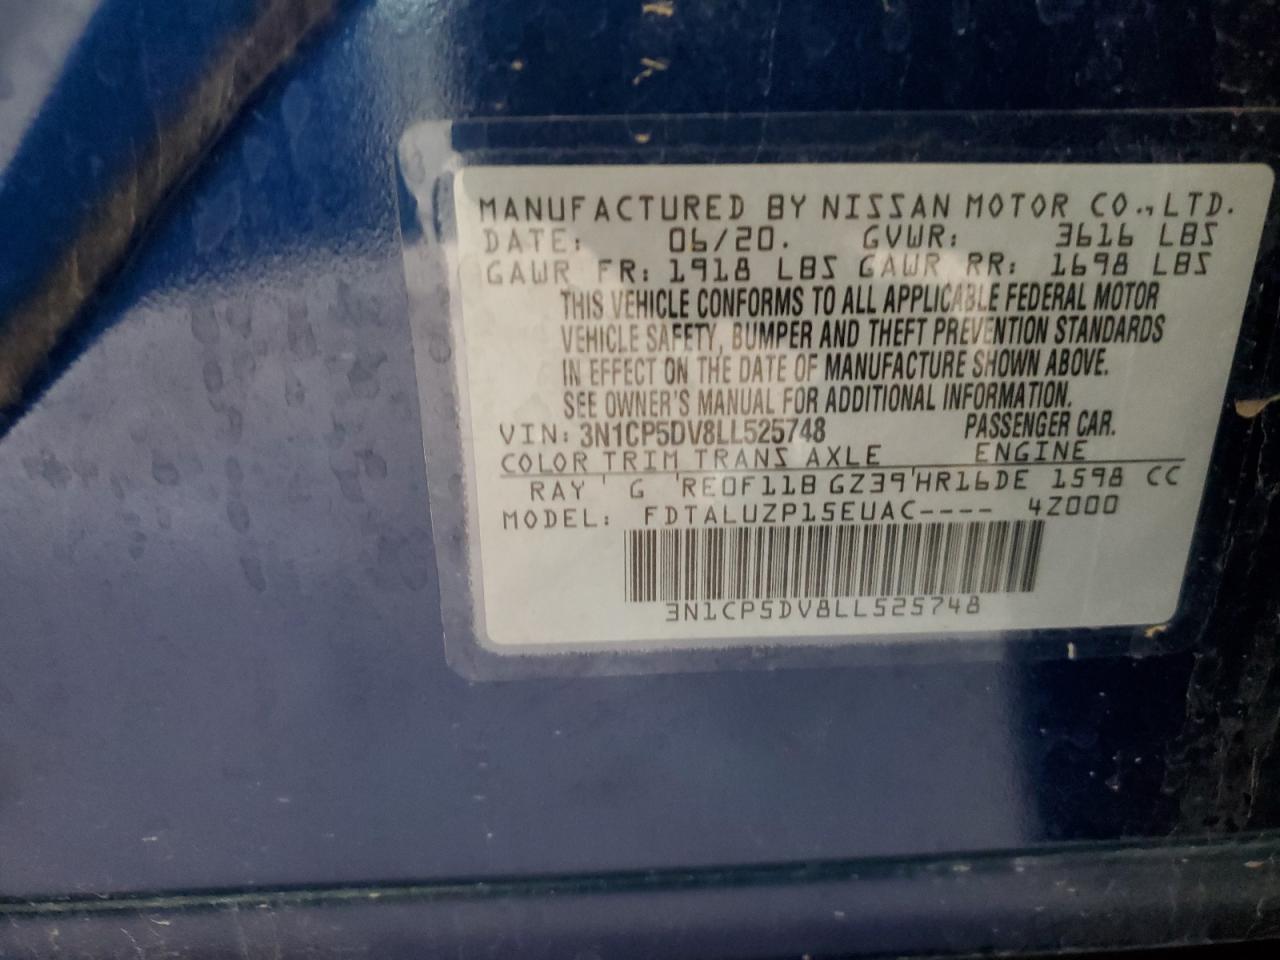 MANUFACTURED BY NISSAN MOTOR CO.,LTD.
DATE: 06/20. GVWR: 3616 LBS
GAWR FR: 1918 LBS GAWR RR: 1698 LBS
THIS VEHICLE CONFORMS TO ALL APPLICABLE FEDERAL MOTOR
VEHICLE SAFETY, BUMPER AND THEFT PREVENTION STANDARDS
IN EFFECT ON THE DATE OF MANUFACTURE SHOWN ABOVE.
SEE OWNER'S MANUAL FOR ADDITIONAL INFORMATION.
VIN: 3N1CP5DV8LL525748 PASSENGER CAR.
COLOR TRIM TRANS AXLE ENGINE
RAY ' G 'RE0F11B GZ39'HR16DE 1598 CC
MODEL: FDTALUZP15EUAC---- 4Z000
3N1CP5DV8LL525748